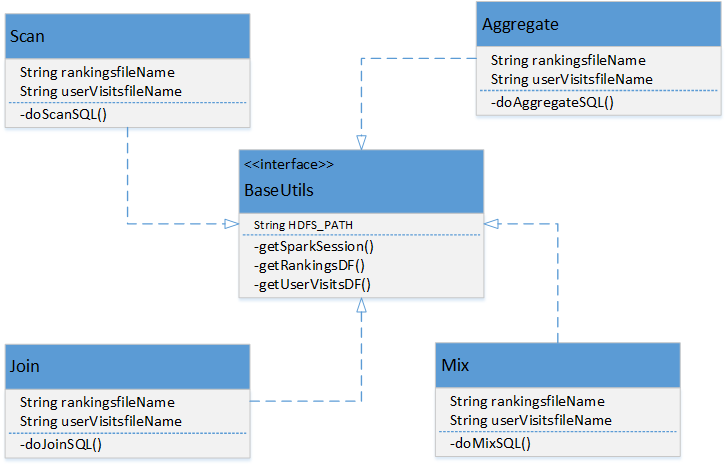 Scan
String rankingsfileName
String userVisitsfileName
-doScanSQL()
Aggregate
String rankingsfileName
String userVisitsfileName
-doAggregateSQL()
<<interface>>
BaseUtils
String HDFS_PATH
-getSparkSession()
-getRankingsDF()
-getUserVisitsDF()
Join
String rankingsfileName
String userVisitsfileName
-doJoinSQL()
Mix
String rankingsfileName
String userVisitsfileName
-doMixSQL()